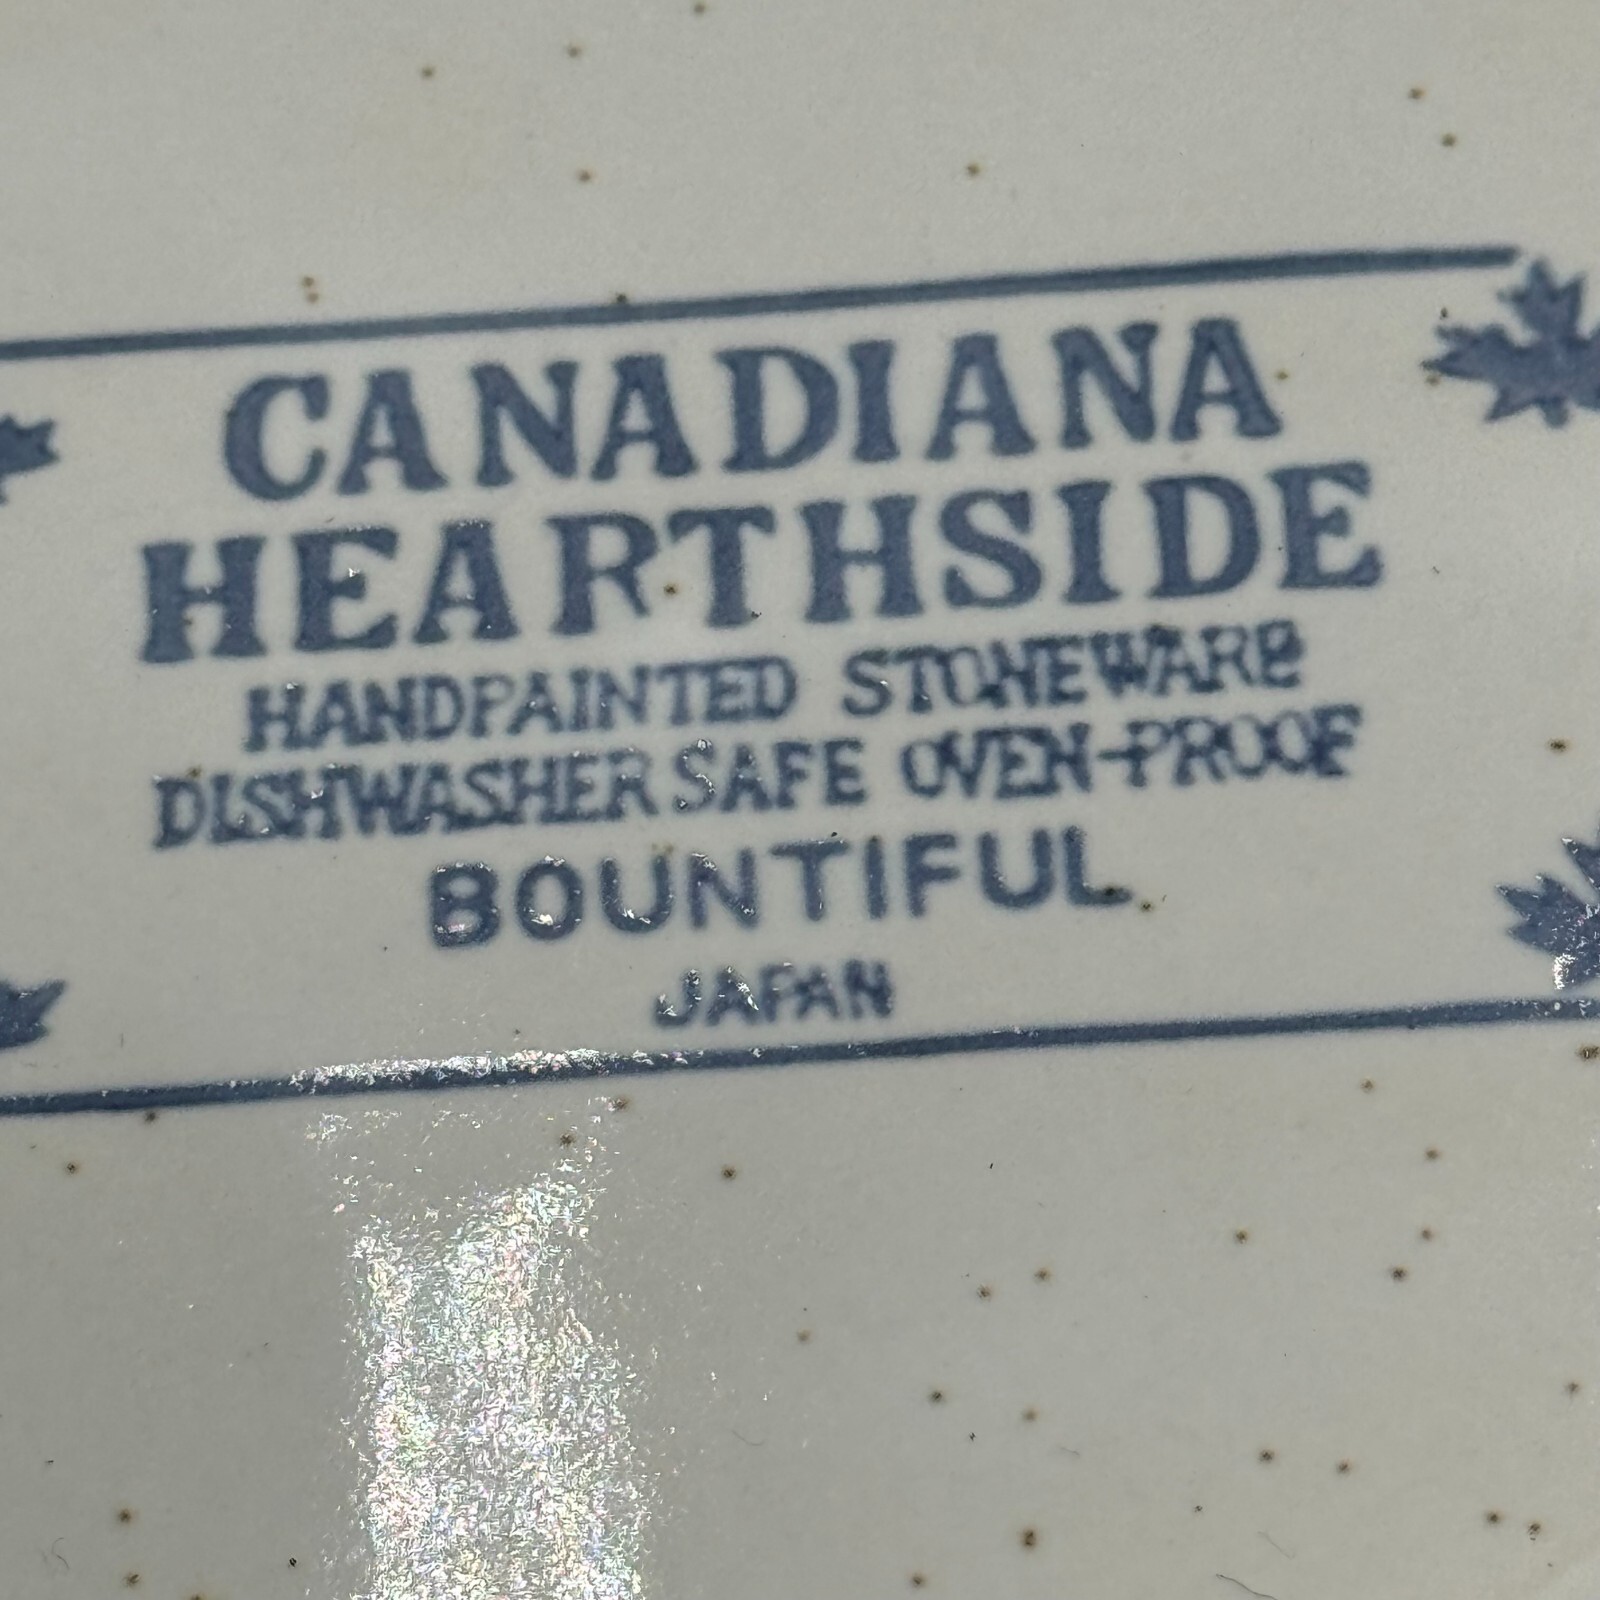 CANADIANA
HEARTHSIDE
HANDPAINTED STONEWARE
DISHWASHER SAFE OVEN-PROOF
BOUNTIFUL
JAPAN